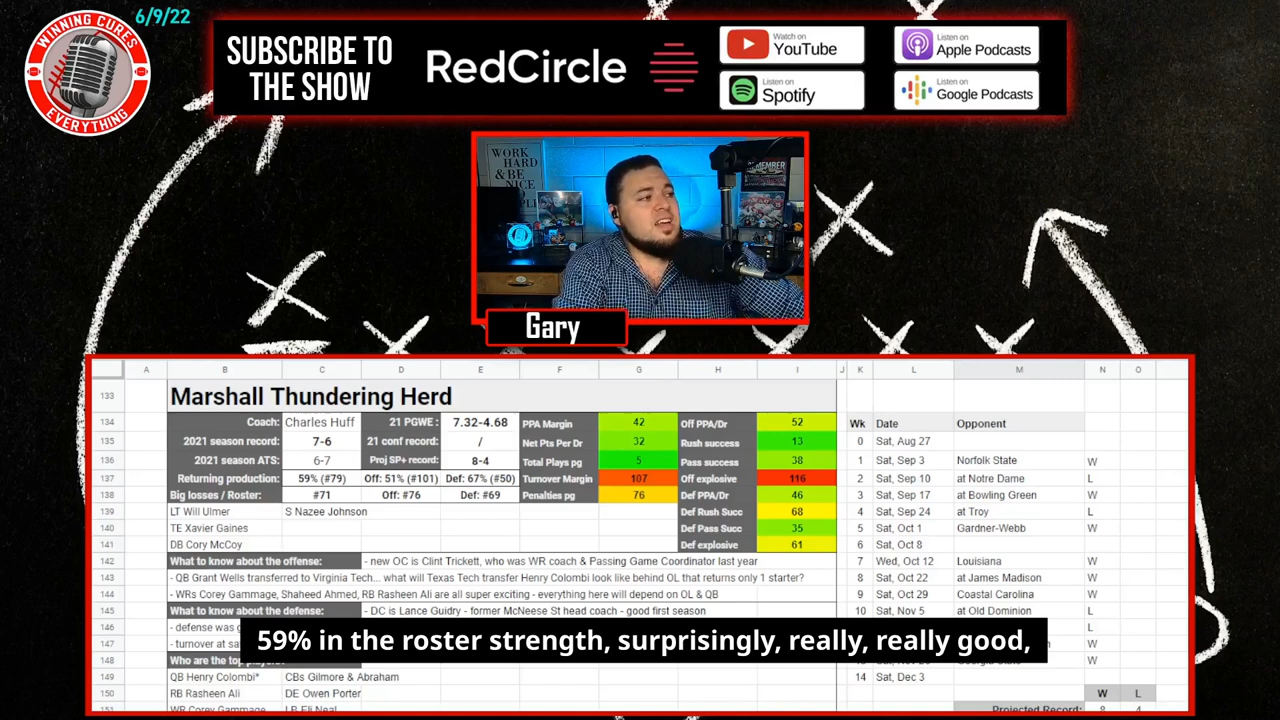 6/9/22
WINNING CURES
EVERYTHING
SUBSCRIBE TO
THE SHOW
RedCircle
Watch on
YouTube
Listen on
Spotify
Listen on
Apple Podcasts
Listen on
Google Podcasts
WORK
HARD
& BE
NICE
Gary
A B C D E F G H I J K L M N O
133 Marshall Thundering Herd
134 Coach: Charles Huff 21 PGWE: 7.32-4.68 PPA Margin 42 Off PPA/Dr 52 Wk Date Opponent
135 2021 season record: 7-6 21 conf record: / Net Pts Per Dr 32 Rush success 13 0 Sat, Aug 27
136 2021 season ATS: 6-7 Proj SP+ record: 8-4 Total Plays pg 5 Pass success 38 1 Sat, Sep 3 Norfolk State W
137 Returning production: 59% (#79) Off: 51% (#101) Def: 67% (#50) Turnover Margin 107 Off explosive 116 2 Sat, Sep 10 at Notre Dame L
138 Big losses / Roster: #71 Off: #76 Def: #69 Penalties pg 76 Def PPA/Dr 46 3 Sat, Sep 17 at Bowling Green W
139 LT Will Ulmer S Nazee Johnson Def Rush Succ 68 4 Sat, Sep 24 at Troy L
140 TE Xavier Gaines Def Pass Succ 35 5 Sat, Oct 1 Gardner-Webb W
141 DB Cory McCoy Def explosive 61 6 Sat, Oct 8
142 What to know about the offense: - new OC is Clint Trickett, who was WR coach & Passing Game Coordinator last year 7 Wed, Oct 12 Louisiana W
143 - QB Grant Wells transferred to Virginia Tech... what will Texas Tech transfer Henry Colombi look like behind OL that returns only 1 starter? 8 Sat, Oct 22 at James Madison W
144 - WRs Corey Gammage, Shaheed Ahmed, RB Rasheen Ali are all super exciting - everything here will depend on OL & QB 9 Sat, Oct 29 Coastal Carolina W
145 What to know about the defense: - DC is Lance Guidry - former McNeese St head coach - good first season 10 Sat, Nov 5 at Old Dominion L
146 - defense was L
147 - turnover at W
148 Who are the top W
149 QB Henry Colombi* CBs Gilmore & Abraham 14 Sat, Dec 3
150 RB Rasheen Ali DE Owen Porter W L
151 WR Corey Gammage LB Eli Neal Projected Record: 8 4
59% in the roster strength, surprisingly, really, really good,